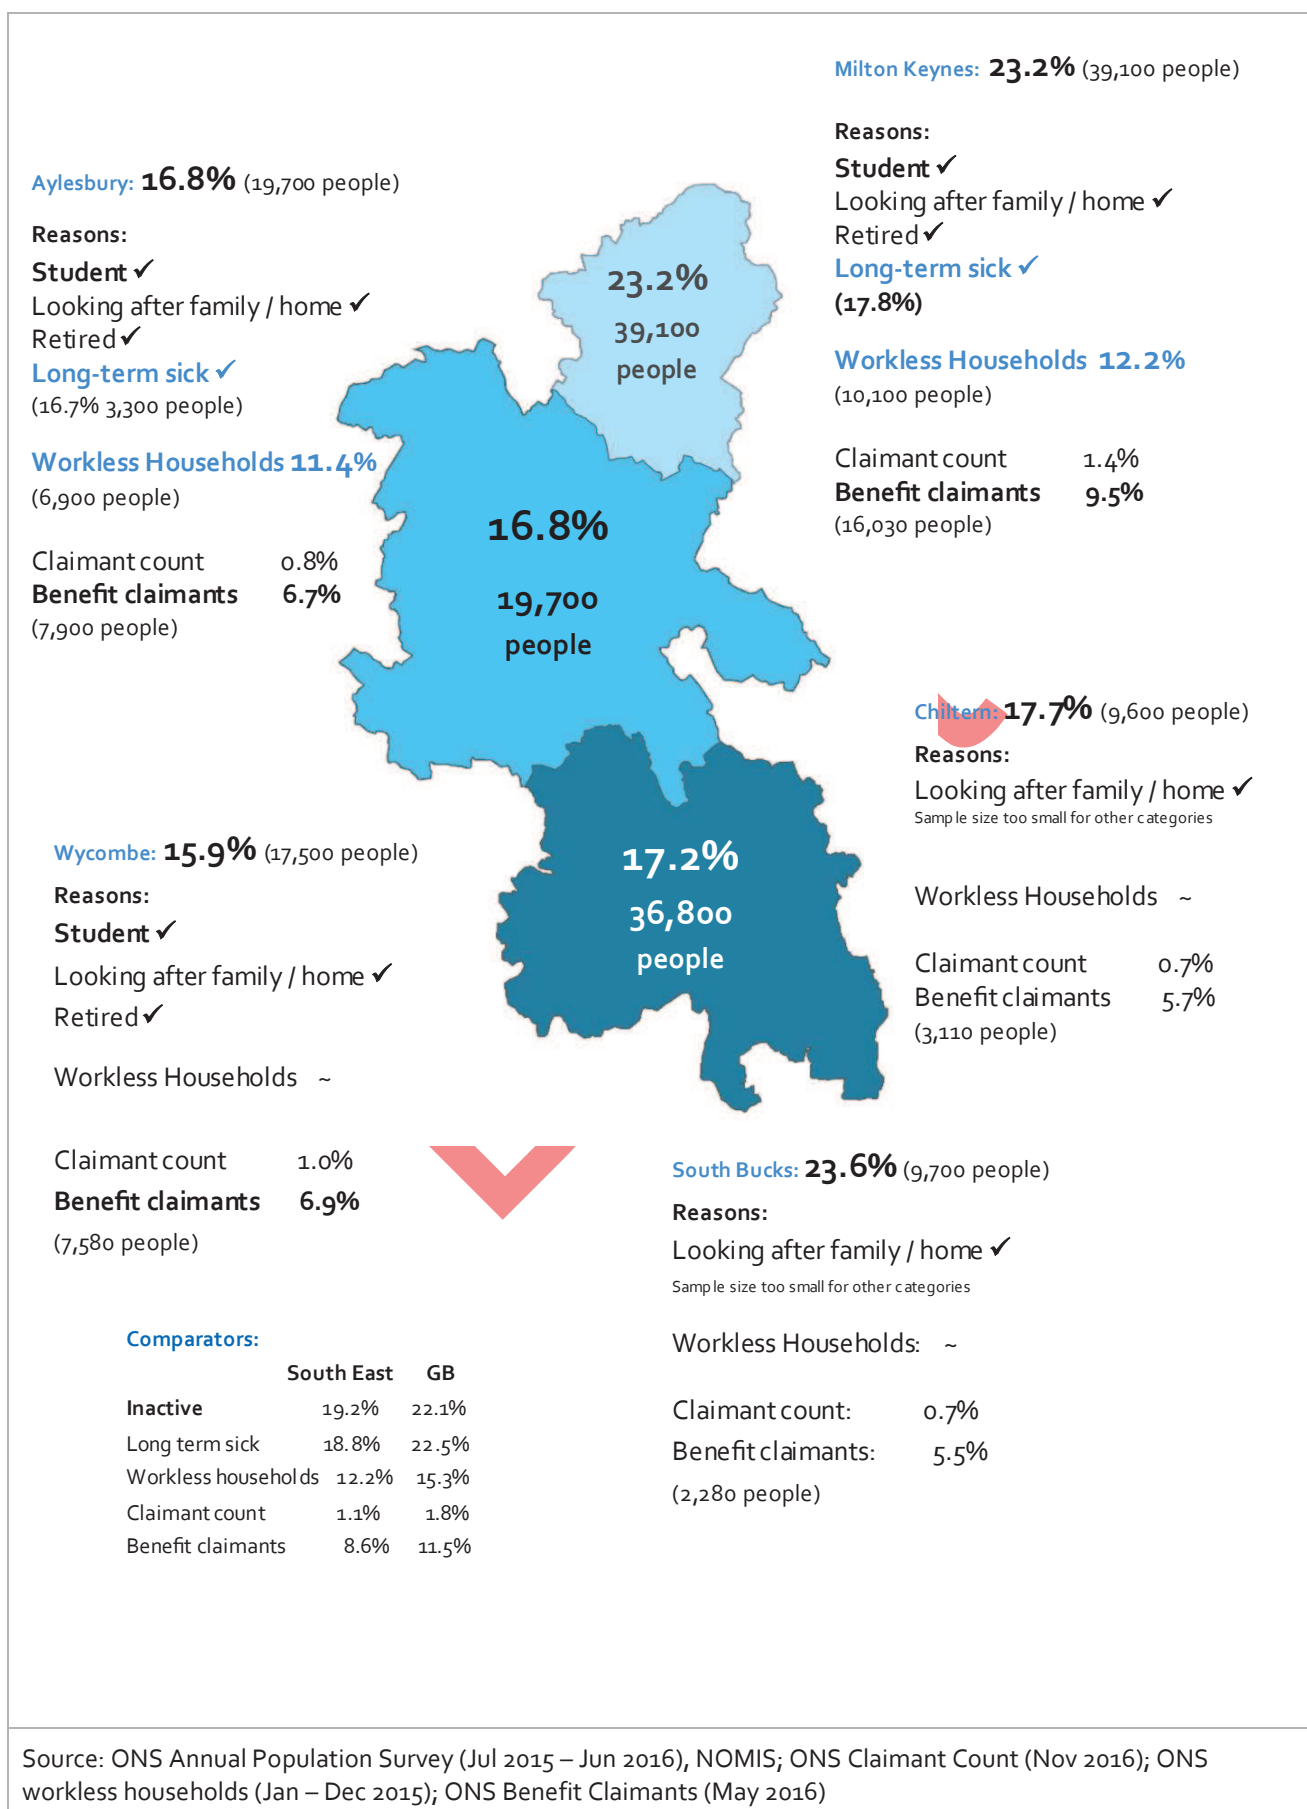 Milton Keynes: 23.2% (39,100 people)
Reasons:
Student ✓
Looking after family / home ✓
Retired ✓
Long-term sick ✓
(17.8%)
Workless Households 12.2%
(10,100 people)
Claimant count 1.4%
Benefit claimants 9.5%
(16,030 people)
Aylesbury: 16.8% (19,700 people)
Reasons:
Student ✓
Looking after family / home ✓
Retired ✓
Long-term sick ✓
(16.7% 3,300 people)
Workless Households 11.4%
(6,900 people)
Claimant count 0.8%
Benefit claimants 6.7%
(7,900 people)
23.2%
39,100
people
16.8%
19,700
people
17.2%
36,800
people
Chiltern: 17.7% (9,600 people)
Reasons:
Looking after family / home ✓
Sample size too small for other categories
Workless Households ~
Claimant count 0.7%
Benefit claimants 5.7%
(3,110 people)
Wycombe: 15.9% (17,500 people)
Reasons:
Student ✓
Looking after family / home ✓
Retired ✓
Workless Households ~
Claimant count 1.0%
Benefit claimants 6.9%
(7,580 people)
South Bucks: 23.6% (9,700 people)
Reasons:
Looking after family / home ✓
Sample size too small for other categories
Workless Households: ~
Claimant count: 0.7%
Benefit claimants: 5.5%
(2,280 people)
Comparators:
South East GB
Inactive 19.2% 22.1%
Long term sick 18.8% 22.5%
Workless households 12.2% 15.3%
Claimant count 1.1% 1.8%
Benefit claimants 8.6% 11.5%
Source: ONS Annual Population Survey (Jul 2015 – Jun 2016), NOMIS; ONS Claimant Count (Nov 2016); ONS
workless households (Jan – Dec 2015); ONS Benefit Claimants (May 2016)